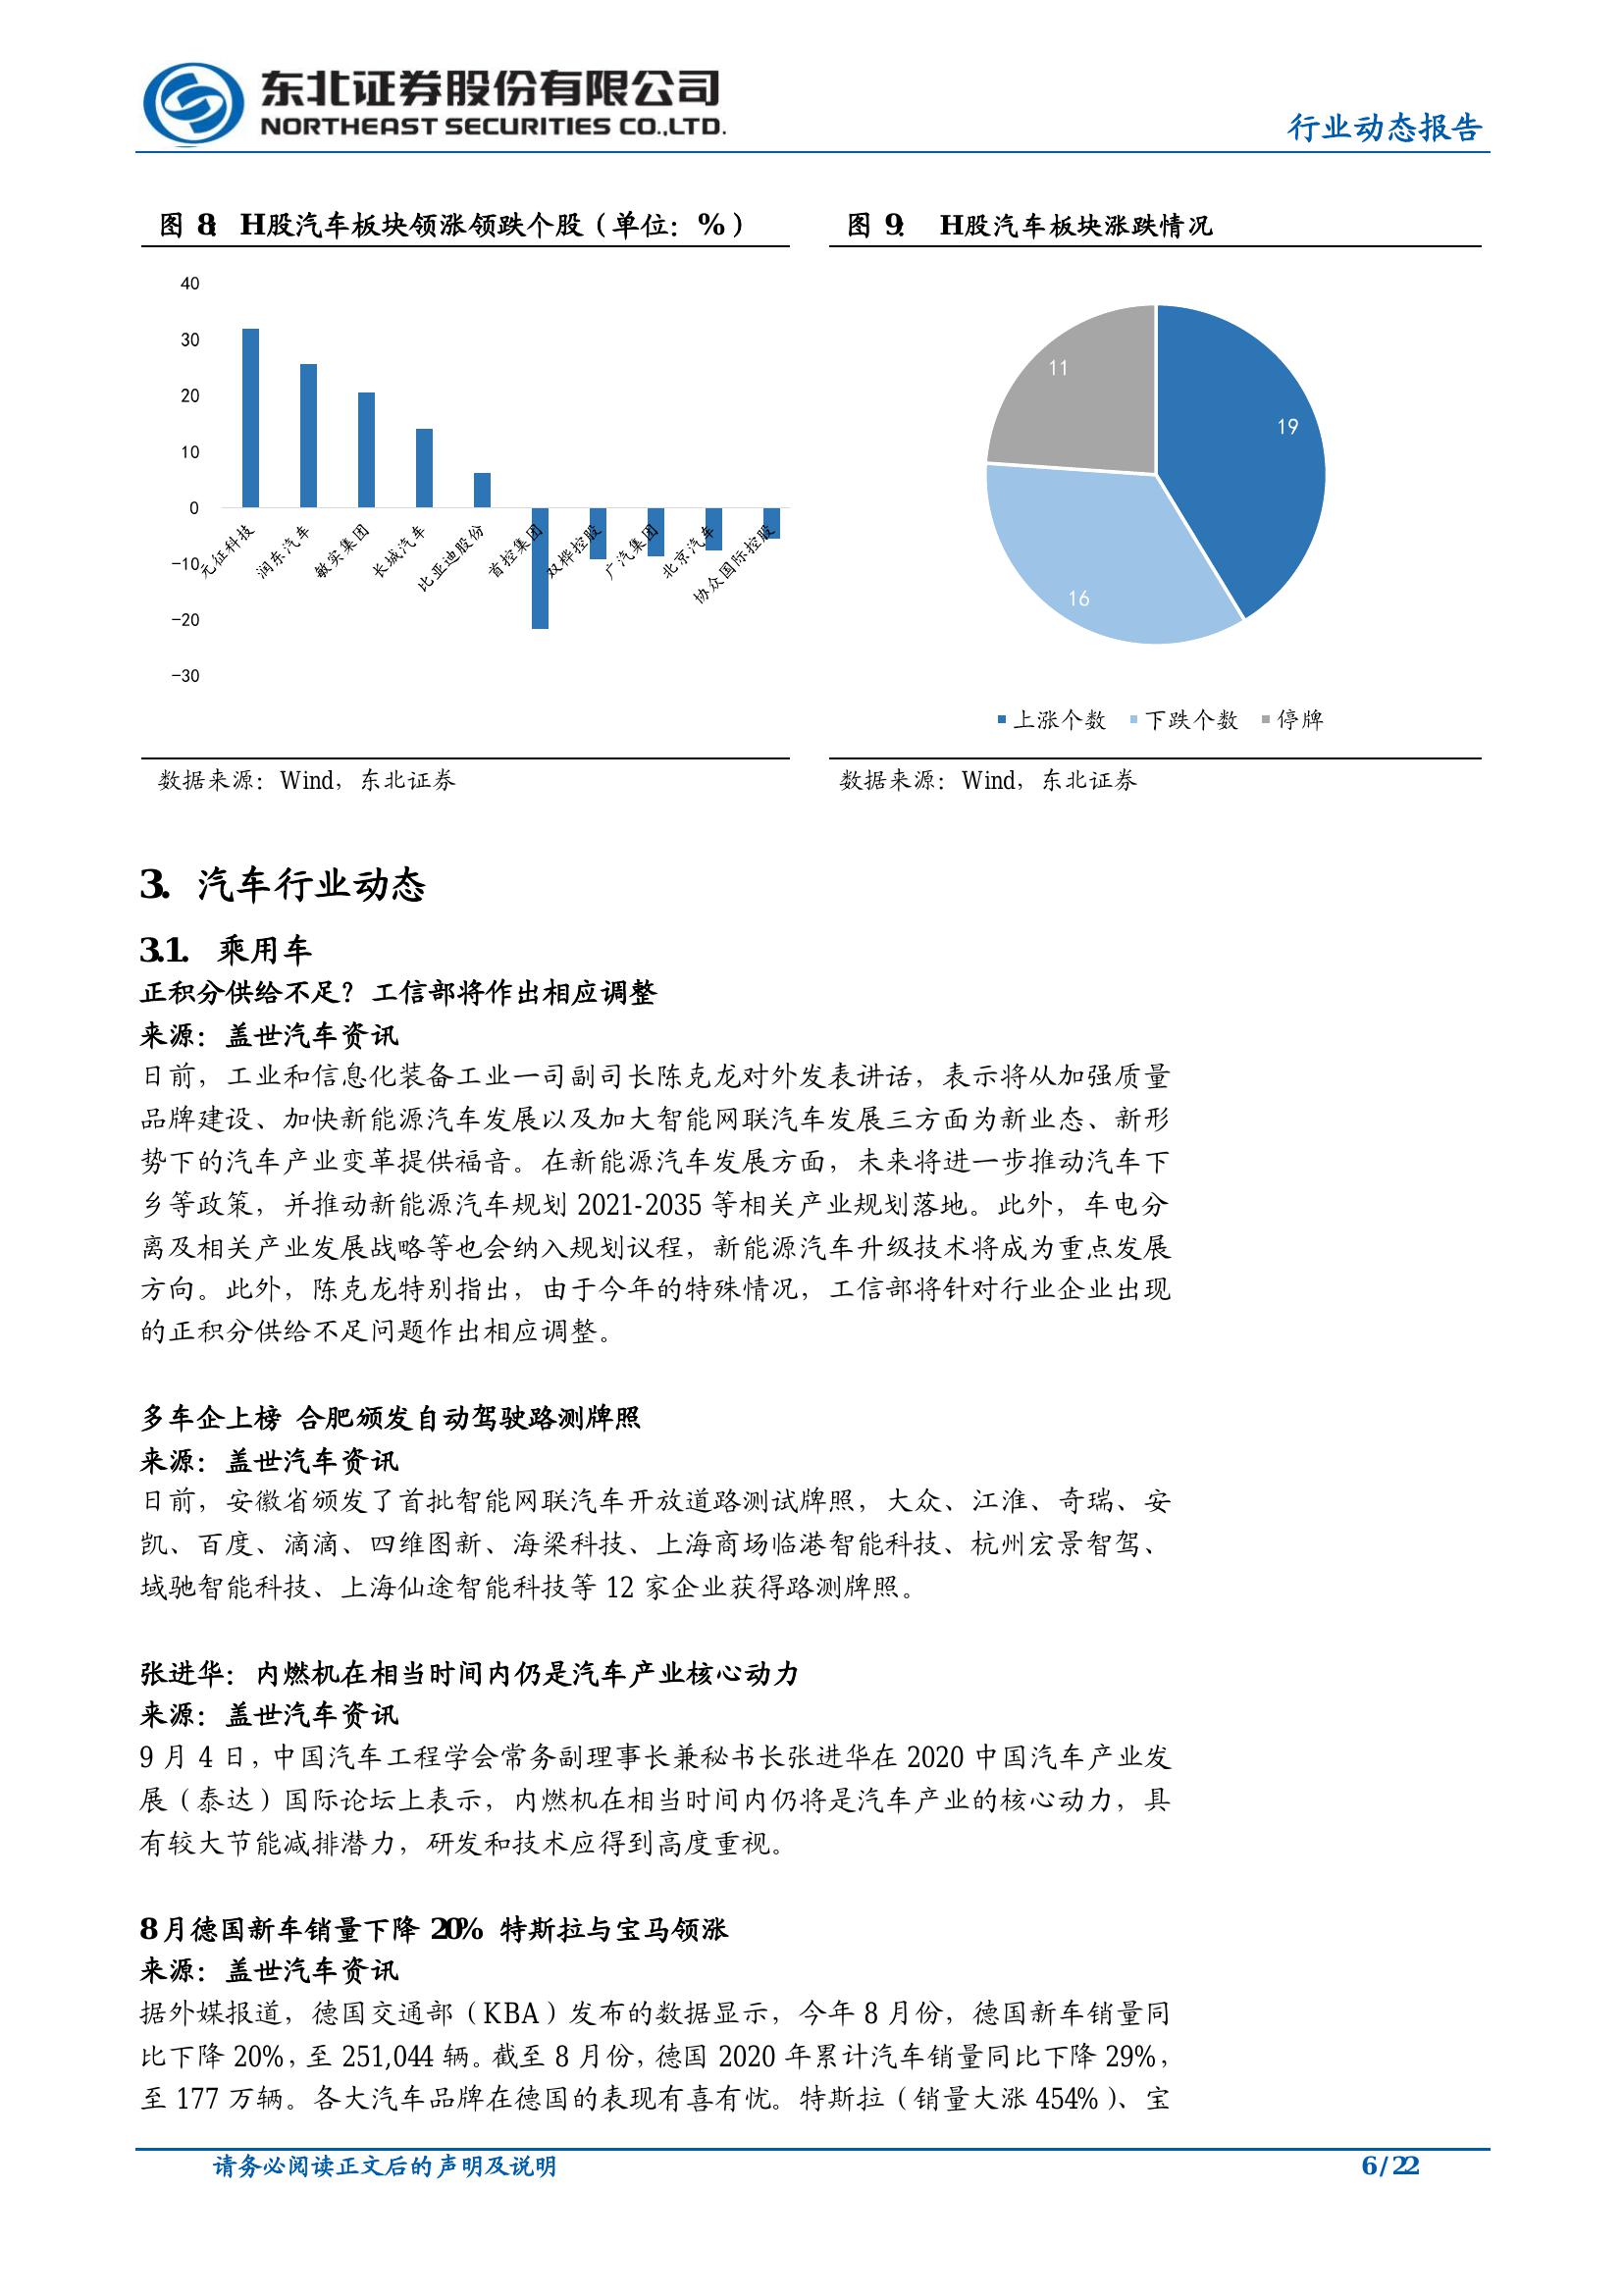 东北证券股份有限公司
NORTHEAST SECURITIES CO.,LTD.
行业动态报告
图 8: H股汽车板块领涨领跌个股（单位：%）
40
30
20
10
0
-10
-20
-30
元征科技
润东汽车
敏实集团
长城汽车
比亚迪股份
首控集团
双桦控股
广汽集团
北京汽车
协众国际控股
数据来源：Wind，东北证券
图 9: H股汽车板块涨跌情况
11
19
16
上涨个数 下跌个数 停牌
数据来源：Wind，东北证券
3. 汽车行业动态
3.1. 乘用车
正积分供给不足？工信部将作出相应调整
来源：盖世汽车资讯
日前，工业和信息化装备工业一司副司长陈克龙对外发表讲话，表示将从加强质量
品牌建设、加快新能源汽车发展以及加大智能网联汽车发展三方面为新业态、新形
势下的汽车产业变革提供福音。在新能源汽车发展方面，未来将进一步推动汽车下
乡等政策，并推动新能源汽车规划 2021-2035 等相关产业规划落地。此外，车电分
离及相关产业发展战略等也会纳入规划议程，新能源汽车升级技术将成为重点发展
方向。此外，陈克龙特别指出，由于今年的特殊情况，工信部将针对行业企业出现
的正积分供给不足问题作出相应调整。
多车企上榜 合肥颁发自动驾驶路测牌照
来源：盖世汽车资讯
日前，安徽省颁发了首批智能网联汽车开放道路测试牌照，大众、江淮、奇瑞、安
凯、百度、滴滴、四维图新、海梁科技、上海商场临港智能科技、杭州宏景智驾、
域驰智能科技、上海仙途智能科技等 12 家企业获得路测牌照。
张进华：内燃机在相当时间内仍是汽车产业核心动力
来源：盖世汽车资讯
9 月 4 日，中国汽车工程学会常务副理事长兼秘书长张进华在 2020 中国汽车产业发
展（泰达）国际论坛上表示，内燃机在相当时间内仍将是汽车产业的核心动力，具
有较大节能减排潜力，研发和技术应得到高度重视。
8 月德国新车销量下降 20% 特斯拉与宝马领涨
来源：盖世汽车资讯
据外媒报道，德国交通部（KBA）发布的数据显示，今年 8 月份，德国新车销量同
比下降 20%，至 251,044 辆。截至 8 月份，德国 2020 年累计汽车销量同比下降 29%，
至 177 万辆。各大汽车品牌在德国的表现有喜有忧。特斯拉（销量大涨 454%）、宝
请务必阅读正文后的声明及说明
6 / 22